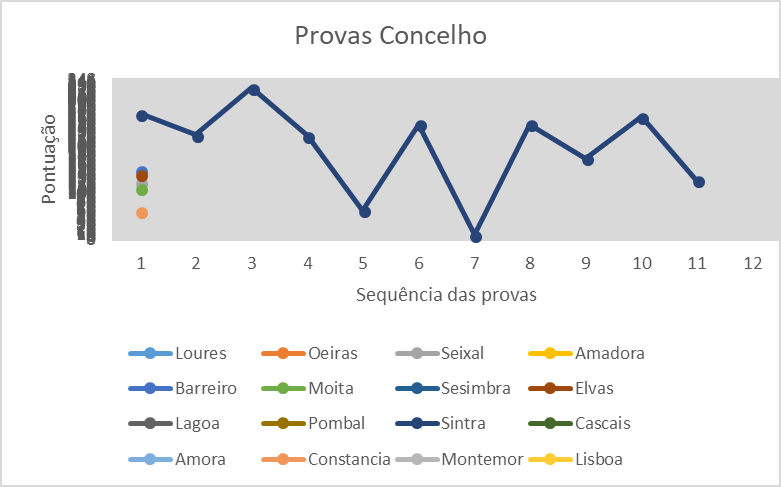 Provas Concelho
Pontuação
1 2 3 4 5 6 7 8 9 10 11 12
Sequência das provas
Loures Oeiras Seixal Amadora
Barreiro Moita Sesimbra Elvas
Lagoa Pombal Sintra Cascais
Amora Constancia Montemor Lisboa